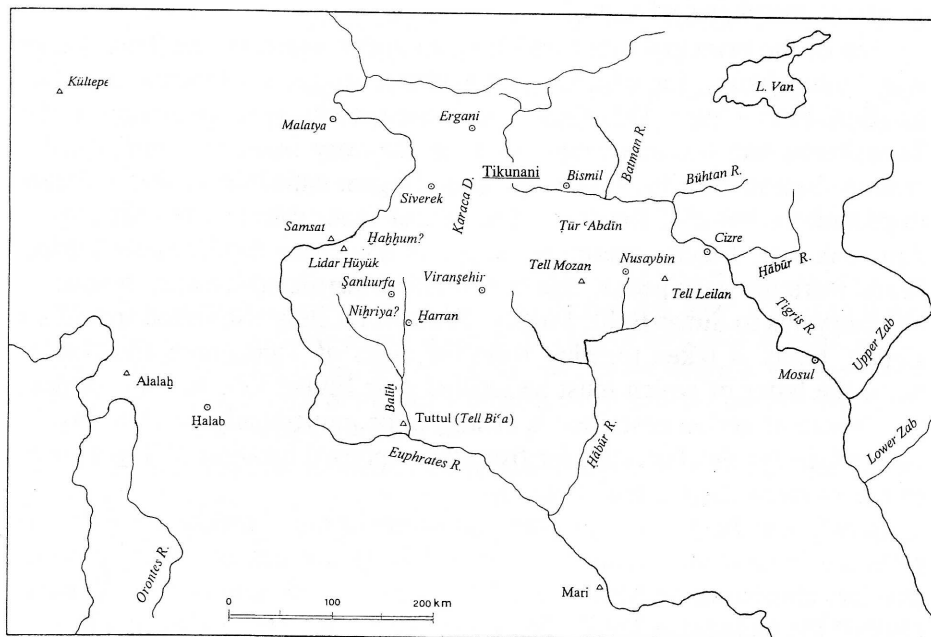 Kültepe
L. Van
Malatya
Ergani
Batman R.
Tikunani
Bismil
Bühtan R.
Siverek
Karaca D.
Ṭūr ʿAbdīn
Samsat
Ḫaḫḫum?
Cizre
Lidar Hüyük
Nusaybin
Ḫābūr R.
Şanlıurfa
Viranşehir
Tell Mozan
Tell Leilan
Niḫriya?
Ḫarran
Tigris R.
Upper Zab
Mosul
Alalaḫ
Balīḫ
Ḫalab
Tuttul (Tell Biʿa)
Ḫābūr R.
Lower Zab
Euphrates R.
Orontes R.
Mari
0 100 200 km